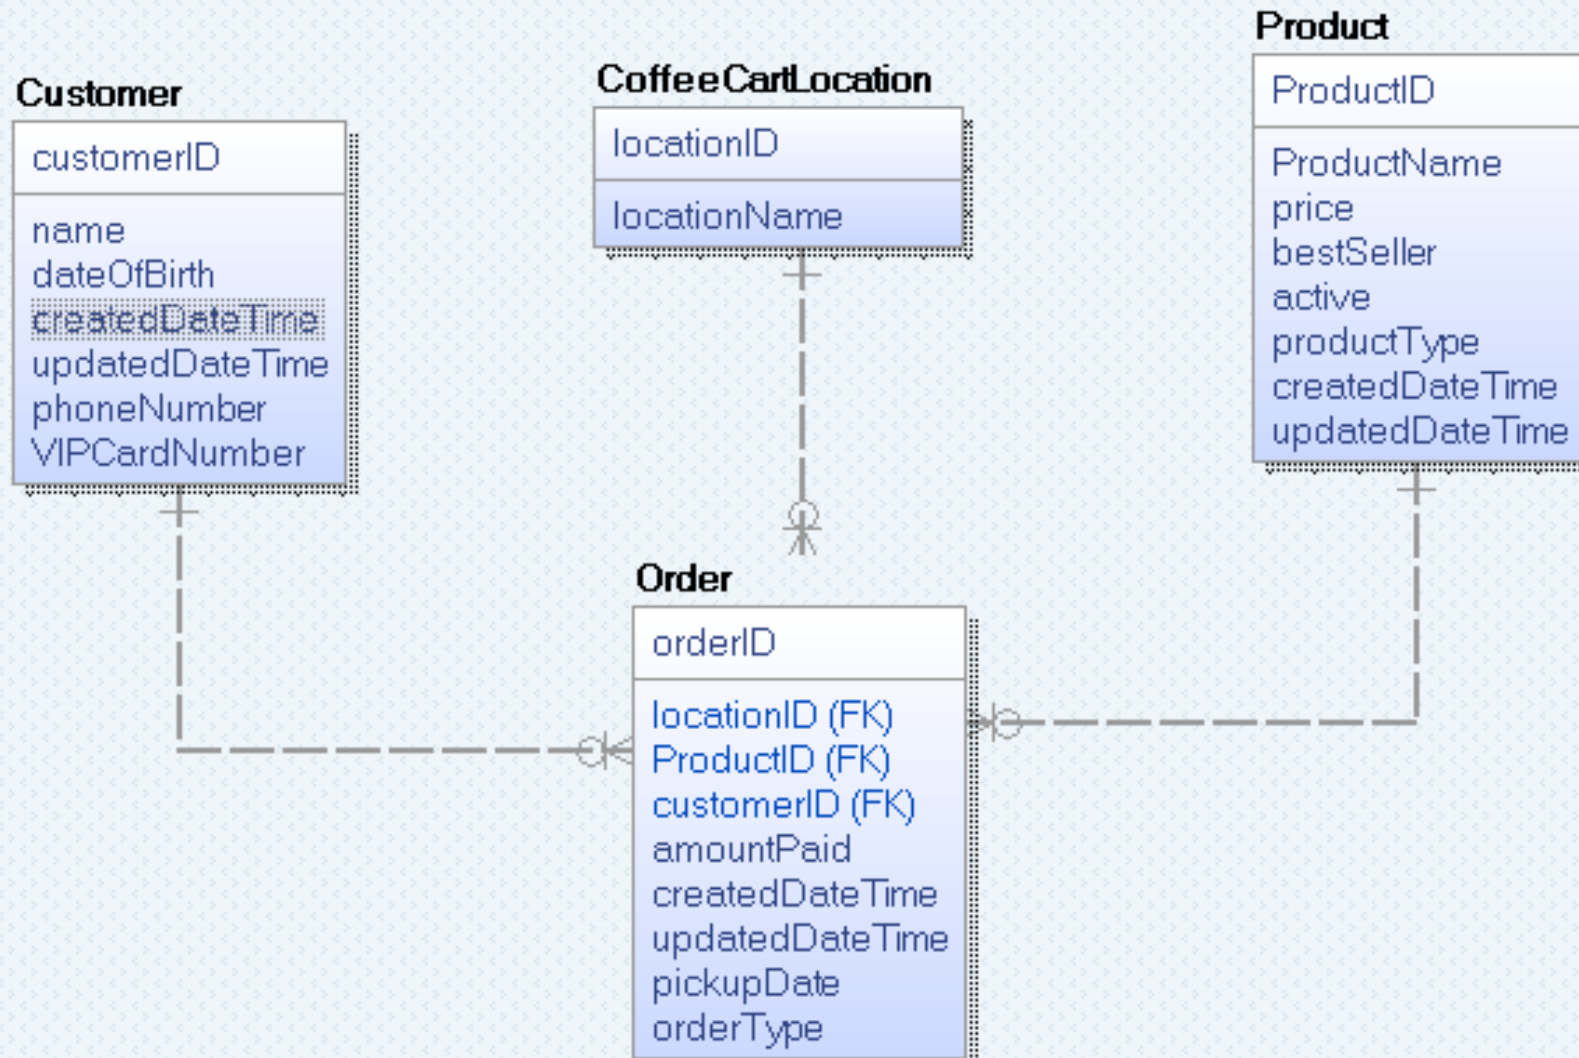 Customer
customerID
name
dateOfBirth
createdDateTime
updatedDateTime
phoneNumber
VIPCardNumber
CoffeeCartLocation
locationID
locationName
Product
ProductID
ProductName
price
bestSeller
active
productType
createdDateTime
updatedDateTime
Order
orderID
locationID (FK)
ProductID (FK)
customerID (FK)
amountPaid
createdDateTime
updatedDateTime
pickupDate
orderType